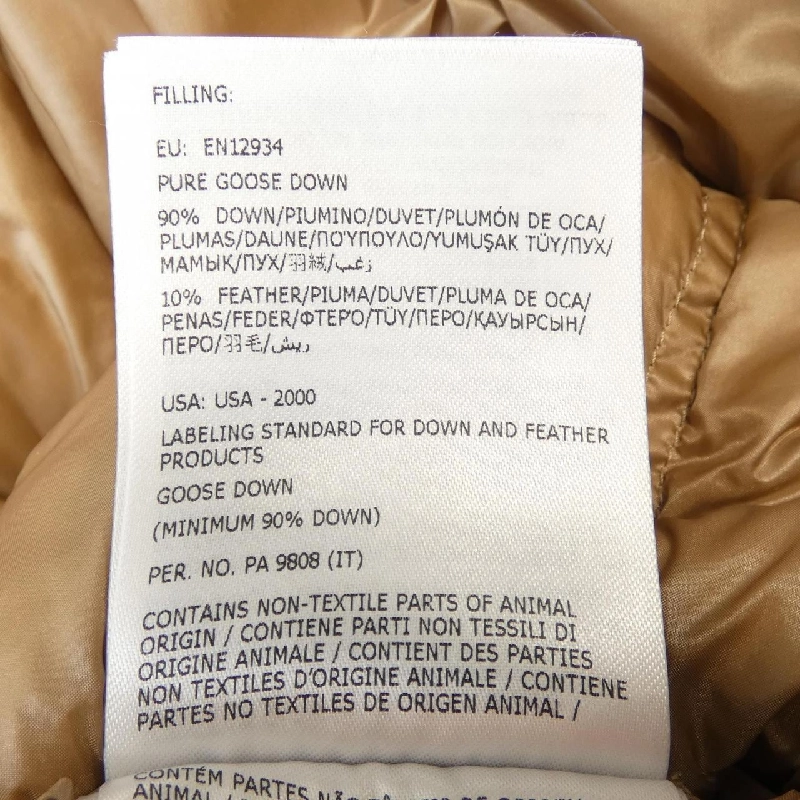 FILLING:
EU: EN12934
PURE GOOSE DOWN
90% DOWN/PIUMINO/DUVET/PLUMÓN DE OCA/
PLUMAS/DAUNE/ΠΟΎΠΟΥΛΟ/YUMUŞAK TÜY/ПУХ/
МАМЫҚ/ПУХ/羽絨/زغب/
10% FEATHER/PIUMA/DUVET/PLUMA DE OCA/
PENAS/FEDER/ΦΤΕΡΌ/TÜY/ПЕРО/ҚАУЫРСЫН/
ПЕРО/羽毛/ريش/
USA: USA - 2000
LABELING STANDARD FOR DOWN AND FEATHER
PRODUCTS
GOOSE DOWN
(MINIMUM 90% DOWN)
PER. NO. PA 9808 (IT)
CONTAINS NON-TEXTILE PARTS OF ANIMAL
ORIGIN / CONTIENE PARTI NON TESSILI DI
ORIGINE ANIMALE / CONTIENT DES PARTIES
NON TEXTILES D'ORIGINE ANIMALE / CONTIENE
PARTES NO TEXTILES DE ORIGEN ANIMAL /
CONTÉM PARTES NÃO
ANIMAL /